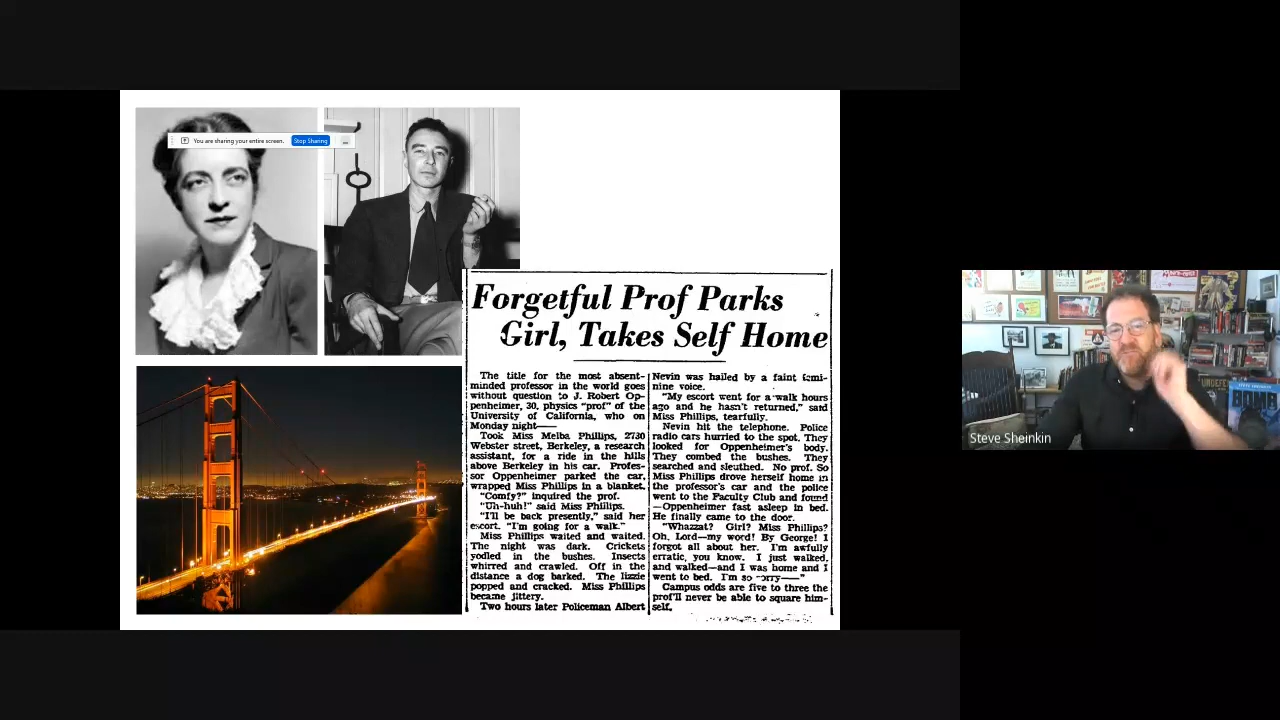 You are sharing your entire screen.
Stop Sharing
Forgetful Prof Parks
Girl, Takes Self Home
The title for the most absent-
minded professor in the world goes
without question to J. Robert Op-
penheimer, 30, physics "prof" of the
University of California, who on
Monday night—
Took Miss Melba Phillips, 2730
Webster street, Berkeley, a research
assistant, for a ride in the hills
above Berkeley in his car. Profes-
sor Oppenheimer parked the car,
wrapped Miss Phillips in a blanket.
"Comfy?" inquired the prof.
"Uh-huh!" said Miss Phillips.
"I'll be back presently," said her
escort. "I'm going for a walk."
Miss Phillips waited and waited.
The night was dark. Crickets
yodled in the bushes. Insects
whirred and crawled. Off in the
distance a dog barked. The lizzie
popped and cracked. Miss Phillips
became jittery.
Two hours later Policeman Albert
Nevin was hailed by a faint femi-
nine voice.
"My escort went for a walk hours
ago and he hasn't returned," said
Miss Phillips, tearfully.
Nevin hit the telephone. Police
radio cars hurried to the spot. They
looked for Oppenheimer's body.
They combed the bushes. They
searched and sleuthed. No prof. So
Miss Phillips drove herself home in
the professor's car and the police
went to the Faculty Club and found
—Oppenheimer fast asleep in bed.
He finally came to the door.
"Whazzat? Girl? Miss Phillips?
Oh, Lord—my word! By George! I
forgot all about her. I'm awfully
erratic, you know. I just walked,
and walked—and I was home and I
went to bed. I'm so sorry——"
Campus odds are five to three the
prof'll never be able to square him-
self.
Steve Sheinkin
BOMB